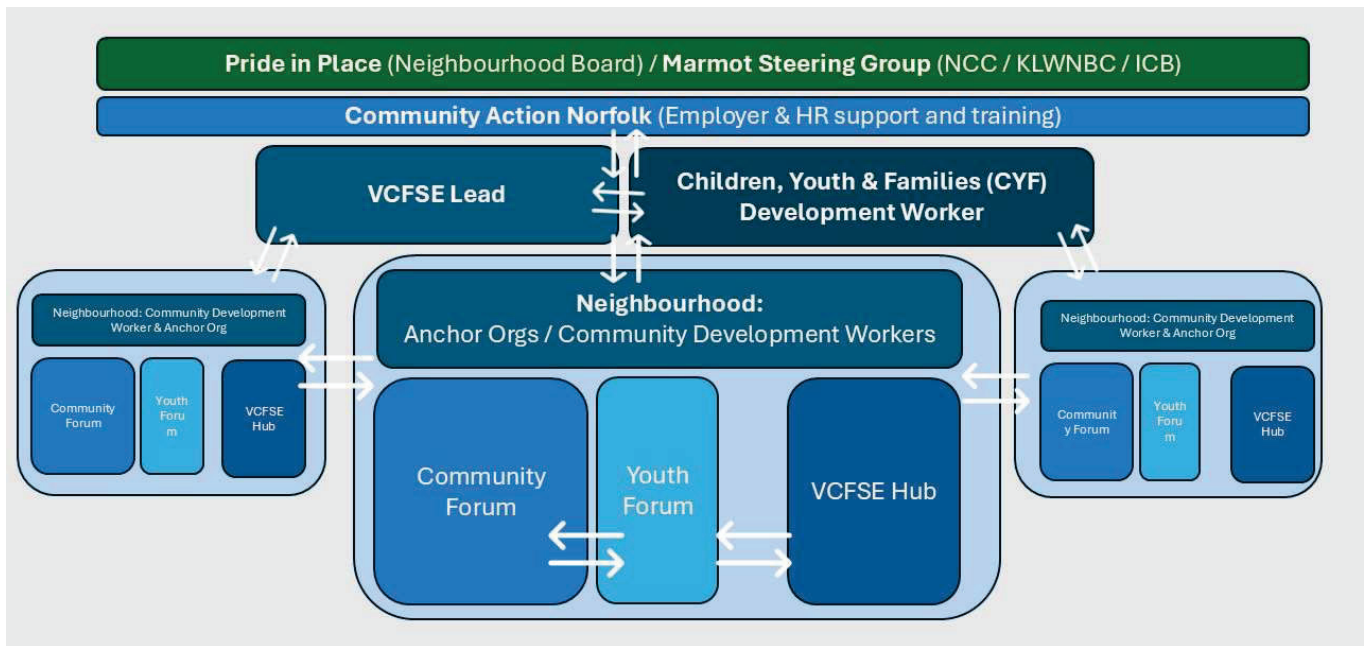 Pride in Place (Neighbourhood Board) / Marmot Steering Group (NCC / KLWNBC / ICB)
Community Action Norfolk (Employer & HR support and training)
VCFSE Lead
Children, Youth & Families (CYF)
Development Worker
Neighbourhood: Community Development
Worker & Anchor Org
Community
Forum
Youth
Foru
m
VCFSE
Hub
Neighbourhood:
Anchor Orgs / Community Development Workers
Community
Forum
Youth
Forum
VCFSE Hub
Neighbourhood: Community Development
Worker & Anchor Org
Communit
y Forum
Youth
Foru
m
VCFSE
Hub